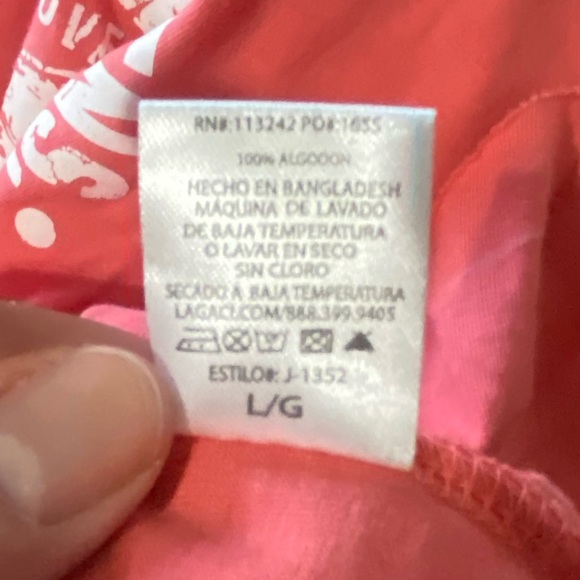 OVE
RN#:113242 PO#:1655
100% ALGODON
HECHO EN BANGLADESH
MÁQUINA DE LAVADO
DE BAJA TEMPERATURA
O LAVAR EN SECO
SIN CLORO
SECADO A BAJA TEMPERATURA
LAGACI.COM/888.399.9405
ESTILO#: J-1352
L/G